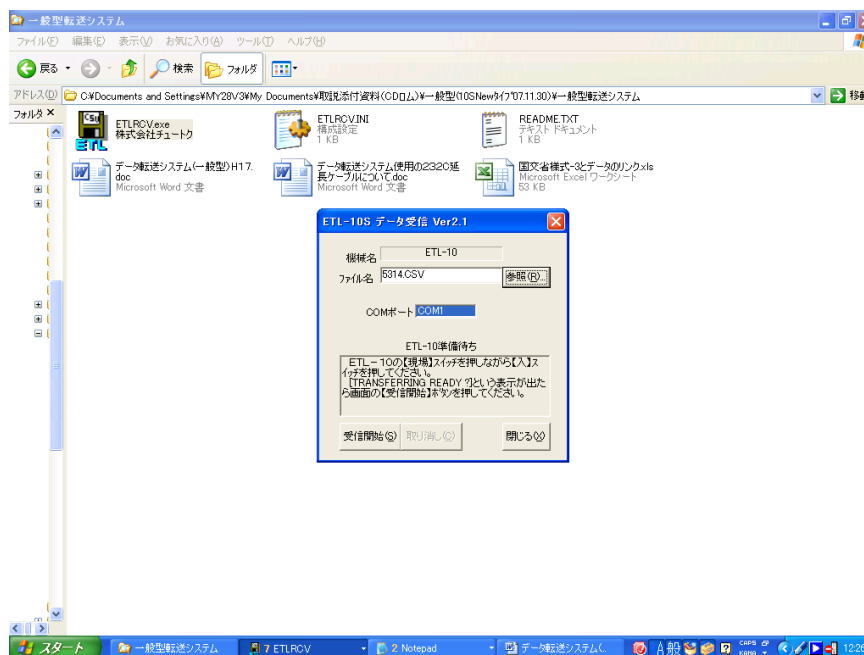 一般型転送システム
ファイル(F) 編集(E) 表示(V) お気に入り(A) ツール(T) ヘルプ(H)
戻る 検索 フォルダ
アドレス(D) C:¥Documents and Settings¥MY28V3¥My Documents¥取説添付資料(CDロム)¥一般型(10SNewタイプ'07.11.30)¥一般型転送システム 移動
フォルダ ×
ETLRCV.exe
株式会社チュートク
ETLRCV.INI
構成設定
1 KB
README.TXT
テキスト ドキュメント
1 KB
データ転送システム(一般型)H17.
doc
Microsoft Word 文書
データ転送システム使用の232C延
長ケーブルについて.doc
Microsoft Word 文書
国交省様式-3とデータのリンク.xls
Microsoft Excel ワークシート
53 KB
ETL-10S データ受信 Ver2.1
機械名 ETL-10
ファイル名 5314.CSV 参照(R)...
COMポート COM1
ETL-10準備待ち
ETL-10の【現場】スイッチを押しながら【入】ス
イッチを押してください。
[TRANSFERRING READY ?]という表示が出た
ら画面の【受信開始】ボタンを押してください。
受信開始(S) 取り消し(C) 閉じる(X)
スタート 一般型転送システム 7 ETLRCV 2 Notepad データ転送システム(... A 般 CAPS KANA 12:26